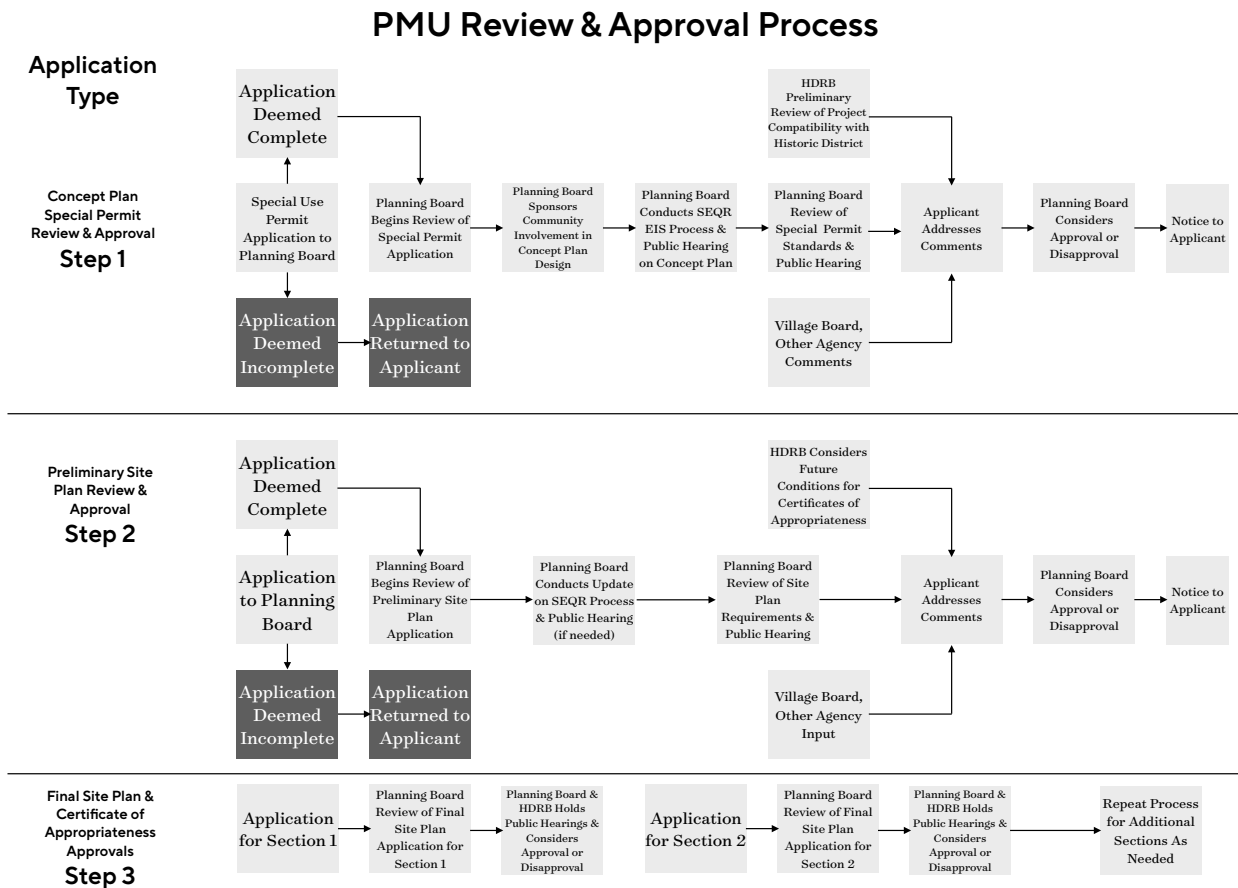 PMU Review & Approval Process
Application
Type
Concept Plan
Special Permit
Review & Approval
Step 1
Application
Deemed
Complete
Special Use
Permit
Application to
Planning Board
Application
Deemed
Incomplete
Application
Returned to
Applicant
Planning Board
Begins Review of
Special Permit
Application
Planning Board
Sponsors
Community
Involvement in
Concept Plan
Design
Planning Board
Conducts SEQR
EIS Process &
Public Hearing
on Concept Plan
HDRB
Preliminary
Review of Project
Compatibility with
Historic District
Planning Board
Review of
Special Permit
Standards &
Public Hearing
Village Board,
Other Agency
Comments
Applicant
Addresses
Comments
Planning Board
Considers
Approval or
Disapproval
Notice to
Applicant
Preliminary Site
Plan Review &
Approval
Step 2
Application
Deemed
Complete
Application
to Planning
Board
Application
Deemed
Incomplete
Application
Returned to
Applicant
Planning Board
Begins Review of
Preliminary Site
Plan
Application
Planning Board
Conducts Update
on SEQR Process
& Public Hearing
(if needed)
Planning Board
Review of Site
Plan
Requirements &
Public Hearing
HDRB Considers
Future
Conditions for
Certificates of
Appropriateness
Village Board,
Other Agency
Input
Applicant
Addresses
Comments
Planning Board
Considers
Approval or
Disapproval
Notice to
Applicant
Final Site Plan &
Certificate of
Appropriateness
Approvals
Step 3
Application
for Section 1
Planning Board
Review of Final
Site Plan
Application for
Section 1
Planning Board &
HDRB Holds
Public Hearings &
Considers
Approval or
Disapproval
Application
for Section 2
Planning Board
Review of Final
Site Plan
Application for
Section 2
Planning Board &
HDRB Holds
Public Hearings &
Considers
Approval or
Disapproval
Repeat Process
for Additional
Sections As
Needed